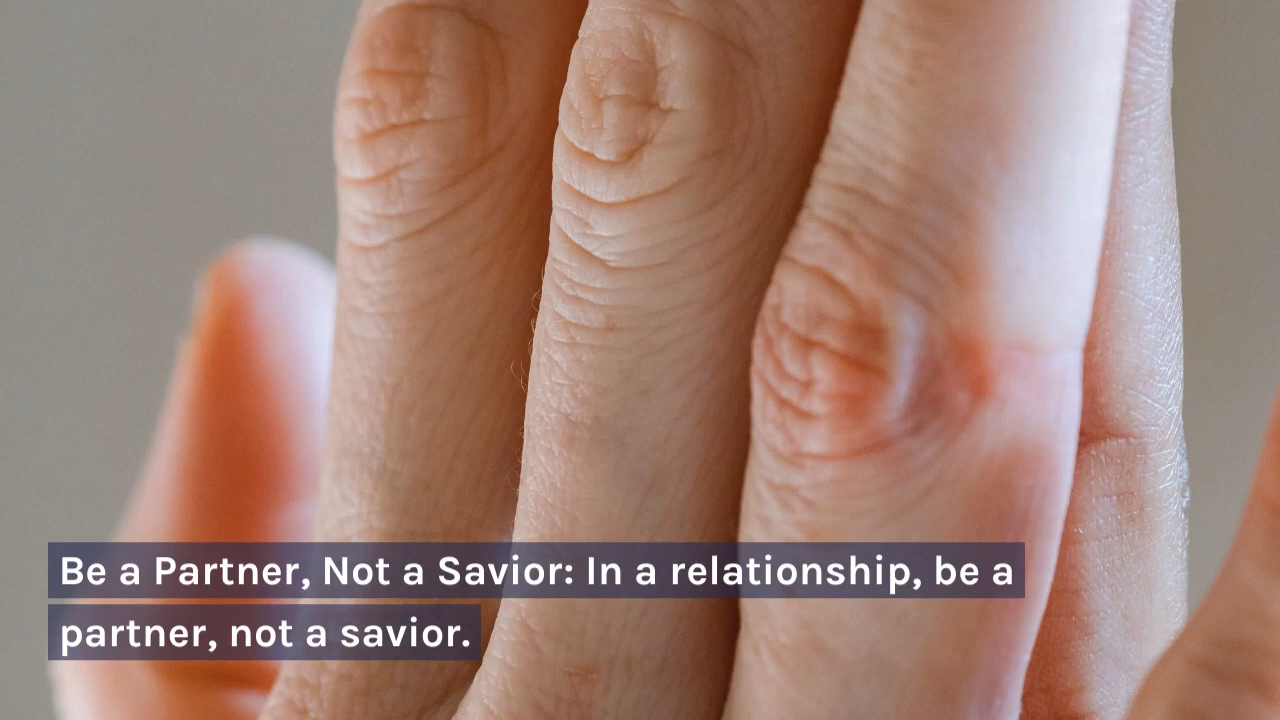 Be a Partner, Not a Savior: In a relationship, be a
partner, not a savior.